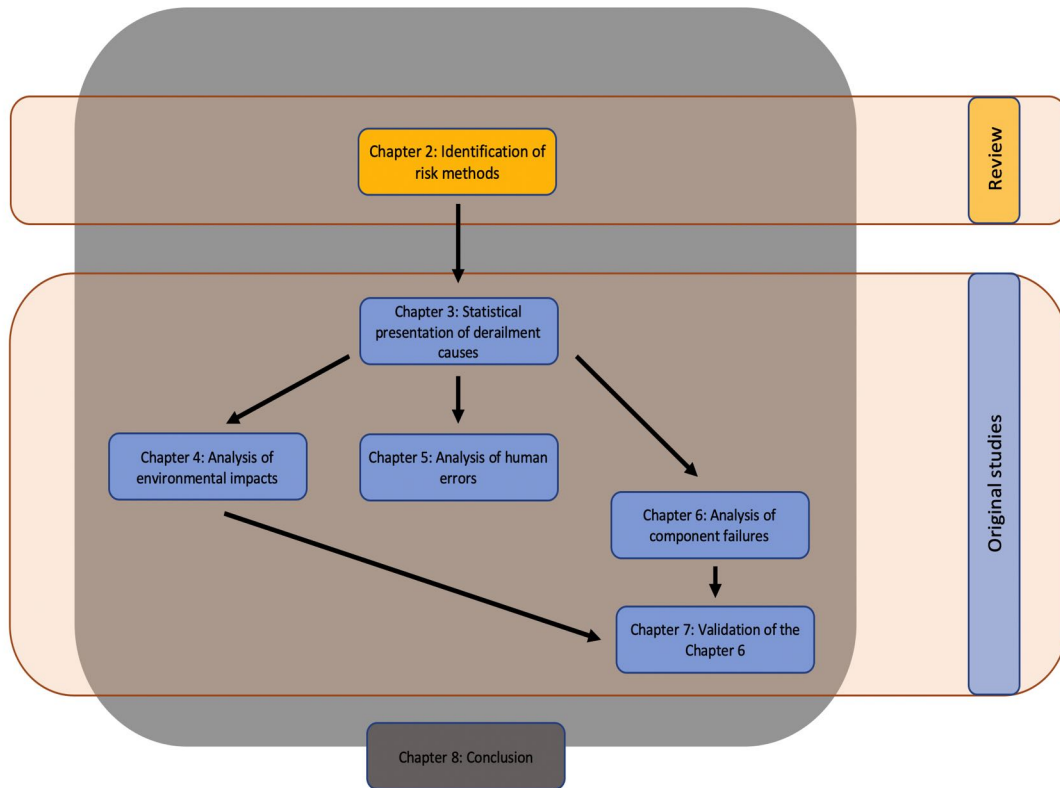 Chapter 2: Identification of
risk methods
Review
Chapter 3: Statistical
presentation of derailment
causes
Chapter 4: Analysis of
environmental impacts
Chapter 5: Analysis of human
errors
Chapter 6: Analysis of
component failures
Chapter 7: Validation of the
Chapter 6
Original studies
Chapter 8: Conclusion